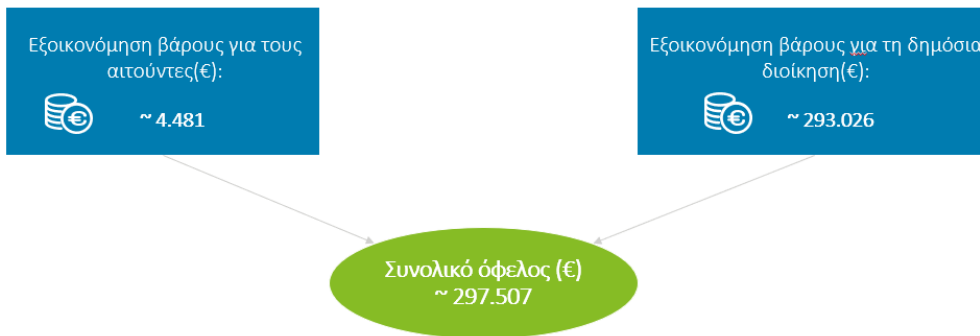 Εξοικονόμηση βάρους για τους
αιτούντες(€):
~ 4.481
Εξοικονόμηση βάρους για τη δημόσια
διοίκηση(€):
~ 293.026
Συνολικό όφελος (€)
~ 297.507